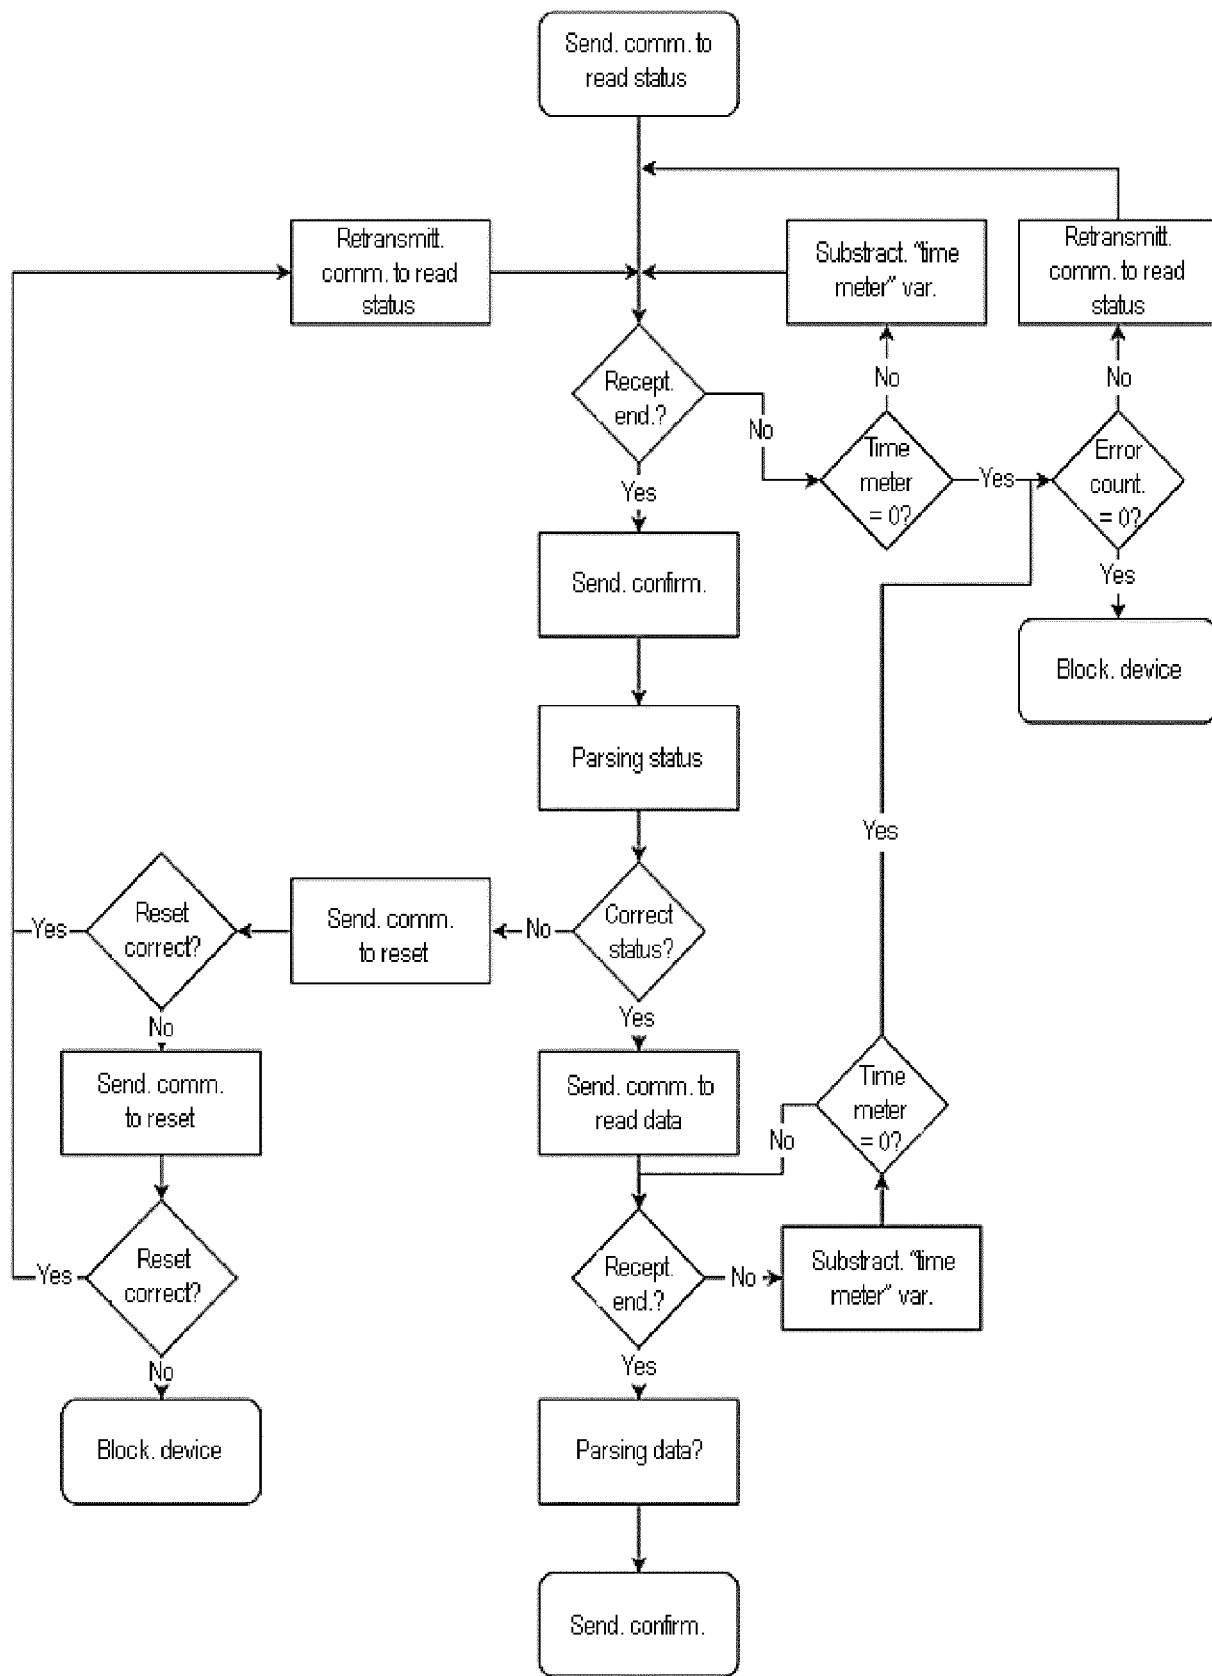 Send. comm. to
read status
Retransmitt.
comm. to read
status
Substract. "time
meter" var.
Retransmitt.
comm. to read
status
No
No
Recept.
end.?
No
Time
meter
= 0?
Yes
Error
count.
= 0?
Yes
Yes
Send. confirm.
Block. device
Parsing status
Yes
Reset
correct?
Yes
Send. comm.
to reset
No
Correct
status?
No
Yes
Send. comm.
to reset
Send. comm. to
read data
Time
meter
= 0?
No
Reset
correct?
Yes
Recept.
end.?
No
Substract. "time
meter" var.
No
Yes
Block. device
Parsing data?
Send. confirm.